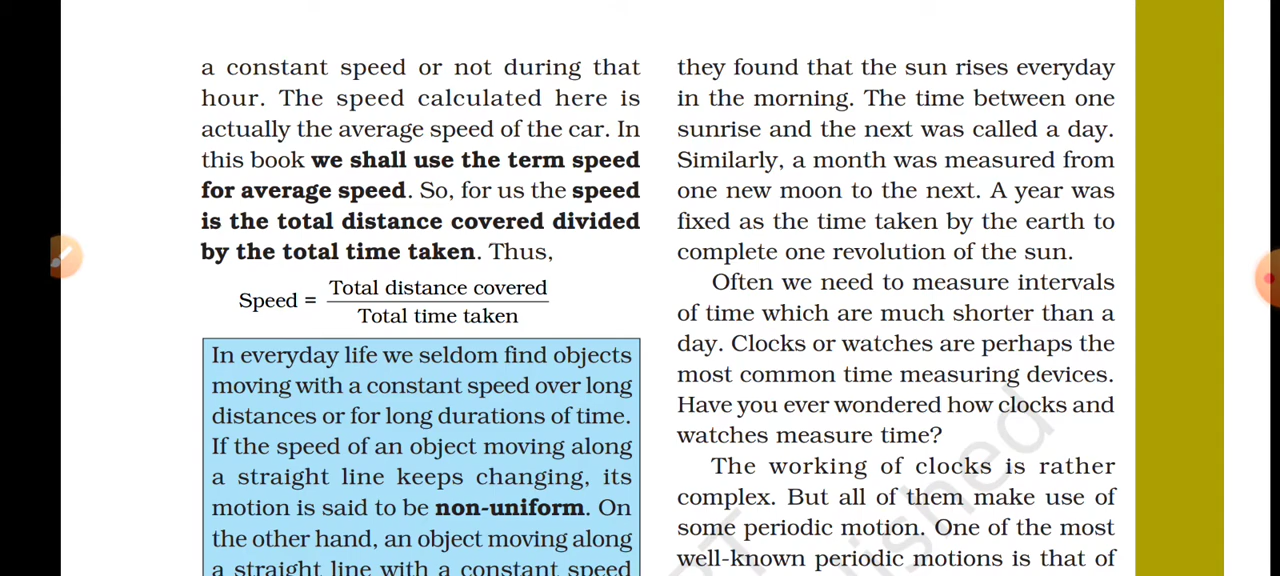 a constant speed or not during that
hour. The speed calculated here is
actually the average speed of the car. In
this book we shall use the term speed
for average speed. So, for us the speed
is the total distance covered divided
by the total time taken. Thus,
Speed = Total distance covered
Total time taken
In everyday life we seldom find objects
moving with a constant speed over long
distances or for long durations of time.
If the speed of an object moving along
a straight line keeps changing, its
motion is said to be non-uniform. On
the other hand, an object moving along
a straight line with a constant speed
they found that the sun rises everyday
in the morning. The time between one
sunrise and the next was called a day.
Similarly, a month was measured from
one new moon to the next. A year was
fixed as the time taken by the earth to
complete one revolution of the sun.
Often we need to measure intervals
of time which are much shorter than a
day. Clocks or watches are perhaps the
most common time measuring devices.
Have you ever wondered how clocks and
watches measure time?
The working of clocks is rather
complex. But all of them make use of
some periodic motion. One of the most
well-known periodic motions is that of